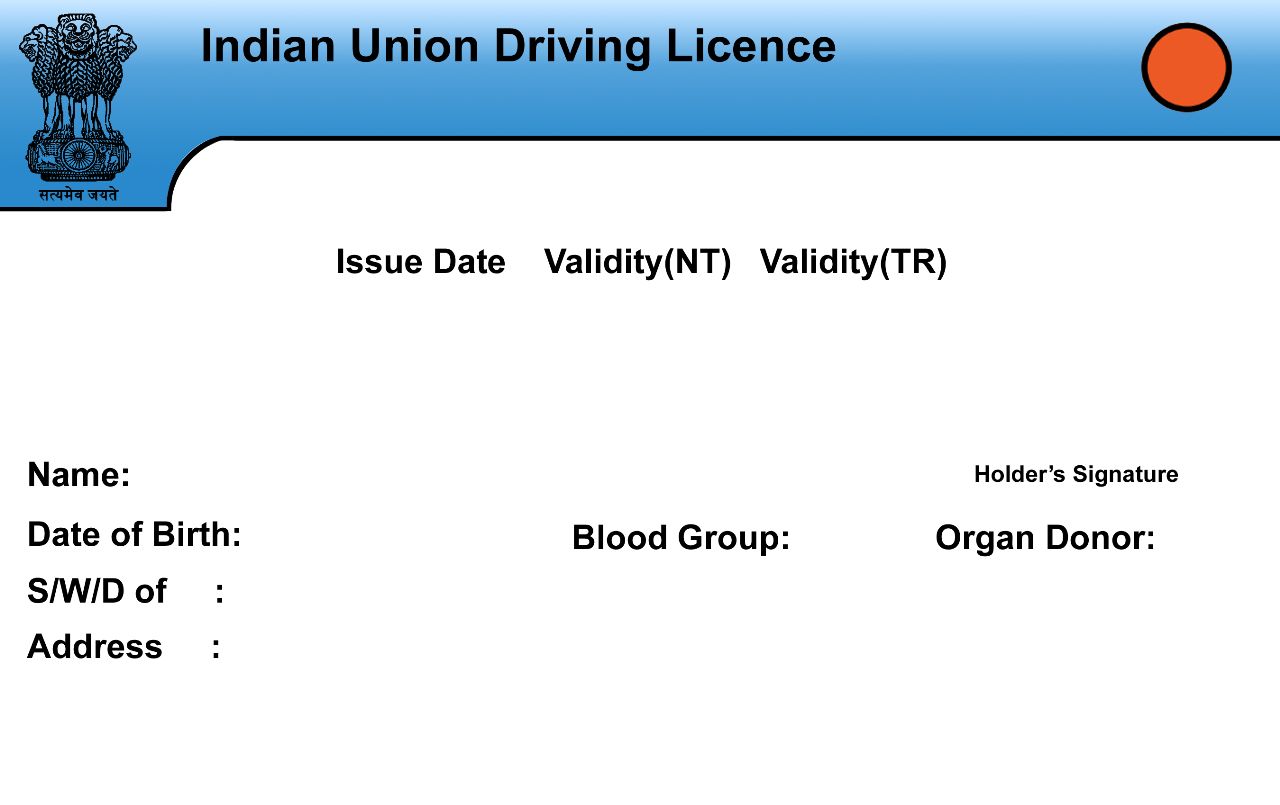 Indian Union Driving Licence
सत्यमेव जयते
Issue Date Validity(NT) Validity(TR)
Name:
Holder’s Signature
Date of Birth:
Blood Group:
Organ Donor:
S/W/D of :
Address :